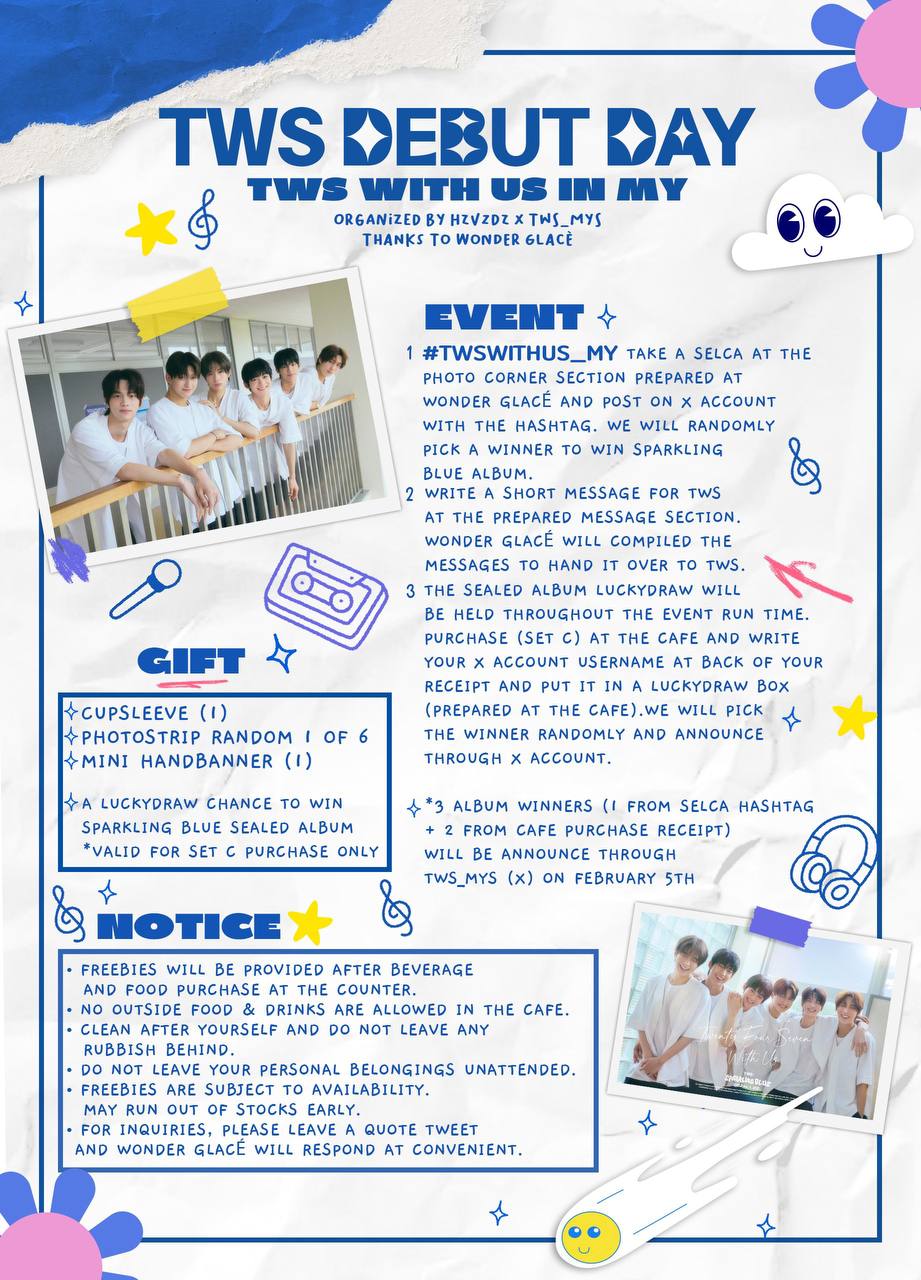 TWS DEBUT DAY
TWS WITH US IN MY
ORGANIZED BY HZVZDZ X TWS_MYS
THANKS TO WONDER GLACÈ
EVENT
1 #TWSWITHUS_MY TAKE A SELCA AT THE
PHOTO CORNER SECTION PREPARED AT
WONDER GLACÉ AND POST ON X ACCOUNT
WITH THE HASHTAG. WE WILL RANDOMLY
PICK A WINNER TO WIN SPARKLING
BLUE ALBUM.
2 WRITE A SHORT MESSAGE FOR TWS
AT THE PREPARED MESSAGE SECTION.
WONDER GLACÉ WILL COMPILED THE
MESSAGES TO HAND IT OVER TO TWS.
3 THE SEALED ALBUM LUCKYDRAW WILL
BE HELD THROUGHOUT THE EVENT RUN TIME.
PURCHASE (SET C) AT THE CAFE AND WRITE
YOUR X ACCOUNT USERNAME AT BACK OF YOUR
RECEIPT AND PUT IT IN A LUCKYDRAW BOX
(PREPARED AT THE CAFE).WE WILL PICK
THE WINNER RANDOMLY AND ANNOUNCE
THROUGH X ACCOUNT.
*3 ALBUM WINNERS (1 FROM SELCA HASHTAG
+ 2 FROM CAFE PURCHASE RECEIPT)
WILL BE ANNOUNCE THROUGH
TWS_MYS (X) ON FEBRUARY 5TH
GIFT
CUPSLEEVE (1)
PHOTOSTRIP RANDOM 1 OF 6
MINI HANDBANNER (1)
A LUCKYDRAW CHANCE TO WIN
SPARKLING BLUE SEALED ALBUM
*VALID FOR SET C PURCHASE ONLY
NOTICE
• FREEBIES WILL BE PROVIDED AFTER BEVERAGE
AND FOOD PURCHASE AT THE COUNTER.
• NO OUTSIDE FOOD & DRINKS ARE ALLOWED IN THE CAFE.
• CLEAN AFTER YOURSELF AND DO NOT LEAVE ANY
RUBBISH BEHIND.
• DO NOT LEAVE YOUR PERSONAL BELONGINGS UNATTENDED.
• FREEBIES ARE SUBJECT TO AVAILABILITY.
MAY RUN OUT OF STOCKS EARLY.
• FOR INQUIRIES, PLEASE LEAVE A QUOTE TWEET
AND WONDER GLACÉ WILL RESPOND AT CONVENIENT.
Twenty Four Seven
With Us
SPARKLING BLUE